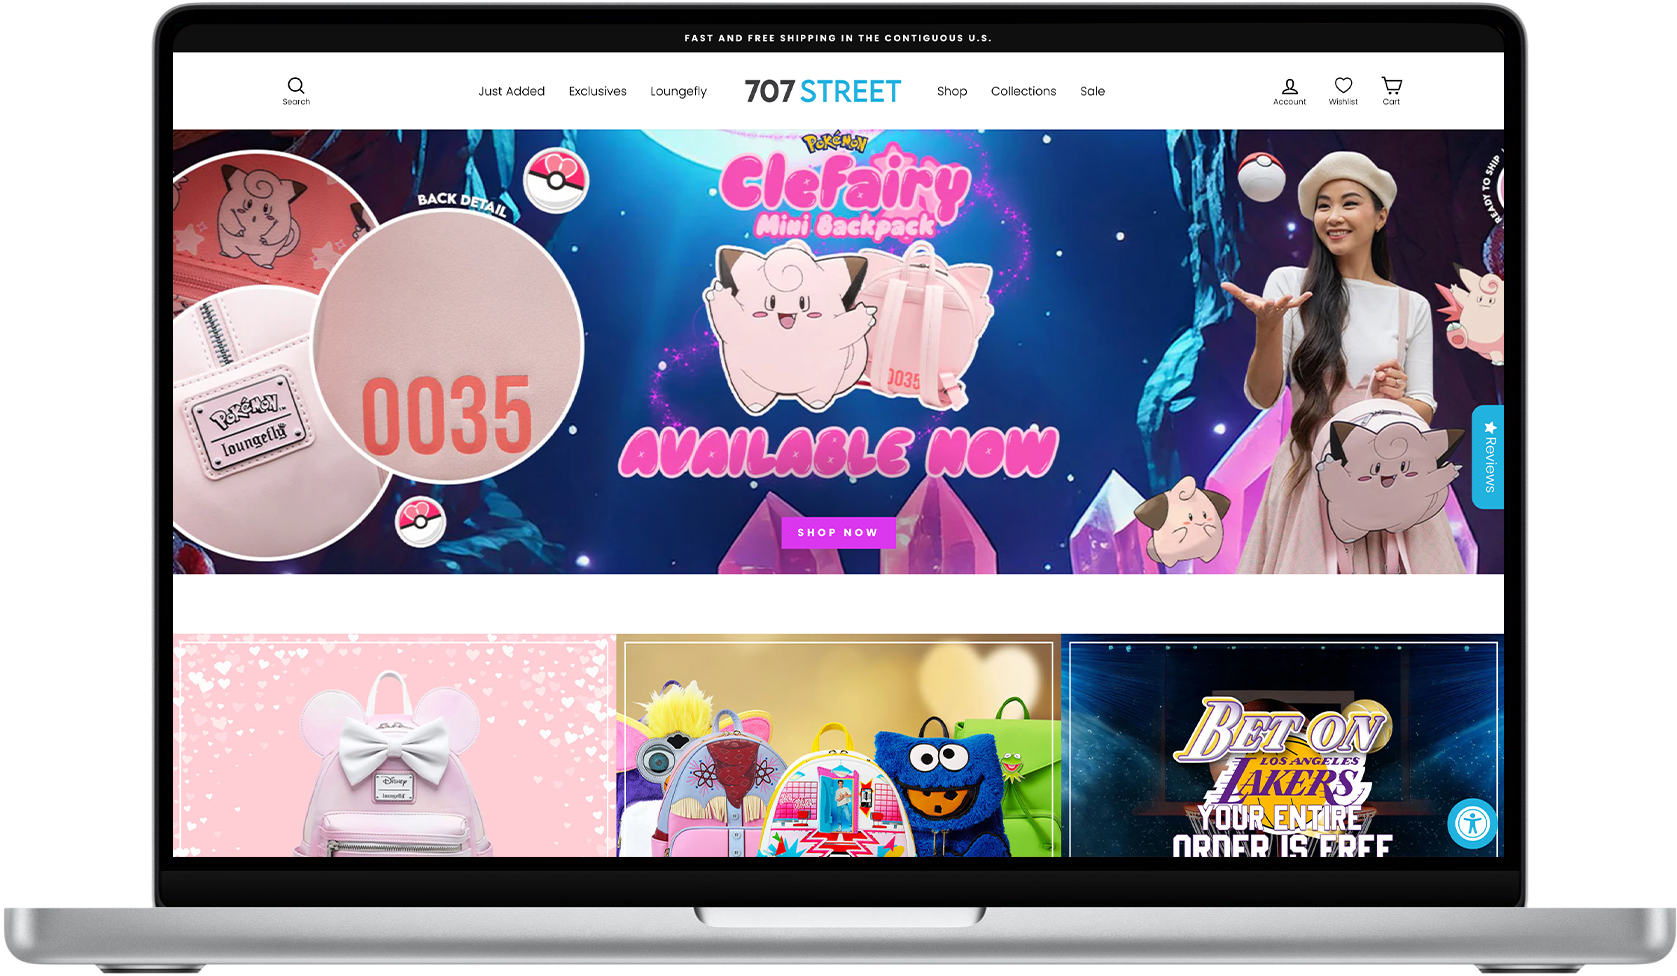 FAST AND FREE SHIPPING IN THE CONTIGUOUS U.S.
Search
Just Added
Exclusives
Loungefly
707 STREET
Shop
Collections
Sale
Account
Wishlist
Cart
BACK DETAIL
0035
POKéMON
loungefly
POKéMON
Clefairy
Mini Backpack
0035
AVAILABLE NOW
SHOP NOW
READY TO SHIP
★ Reviews
Disney
loungefly
BET ON
LOS ANGELES
LAKERS
YOUR ENTIRE
ORDER IS FREE